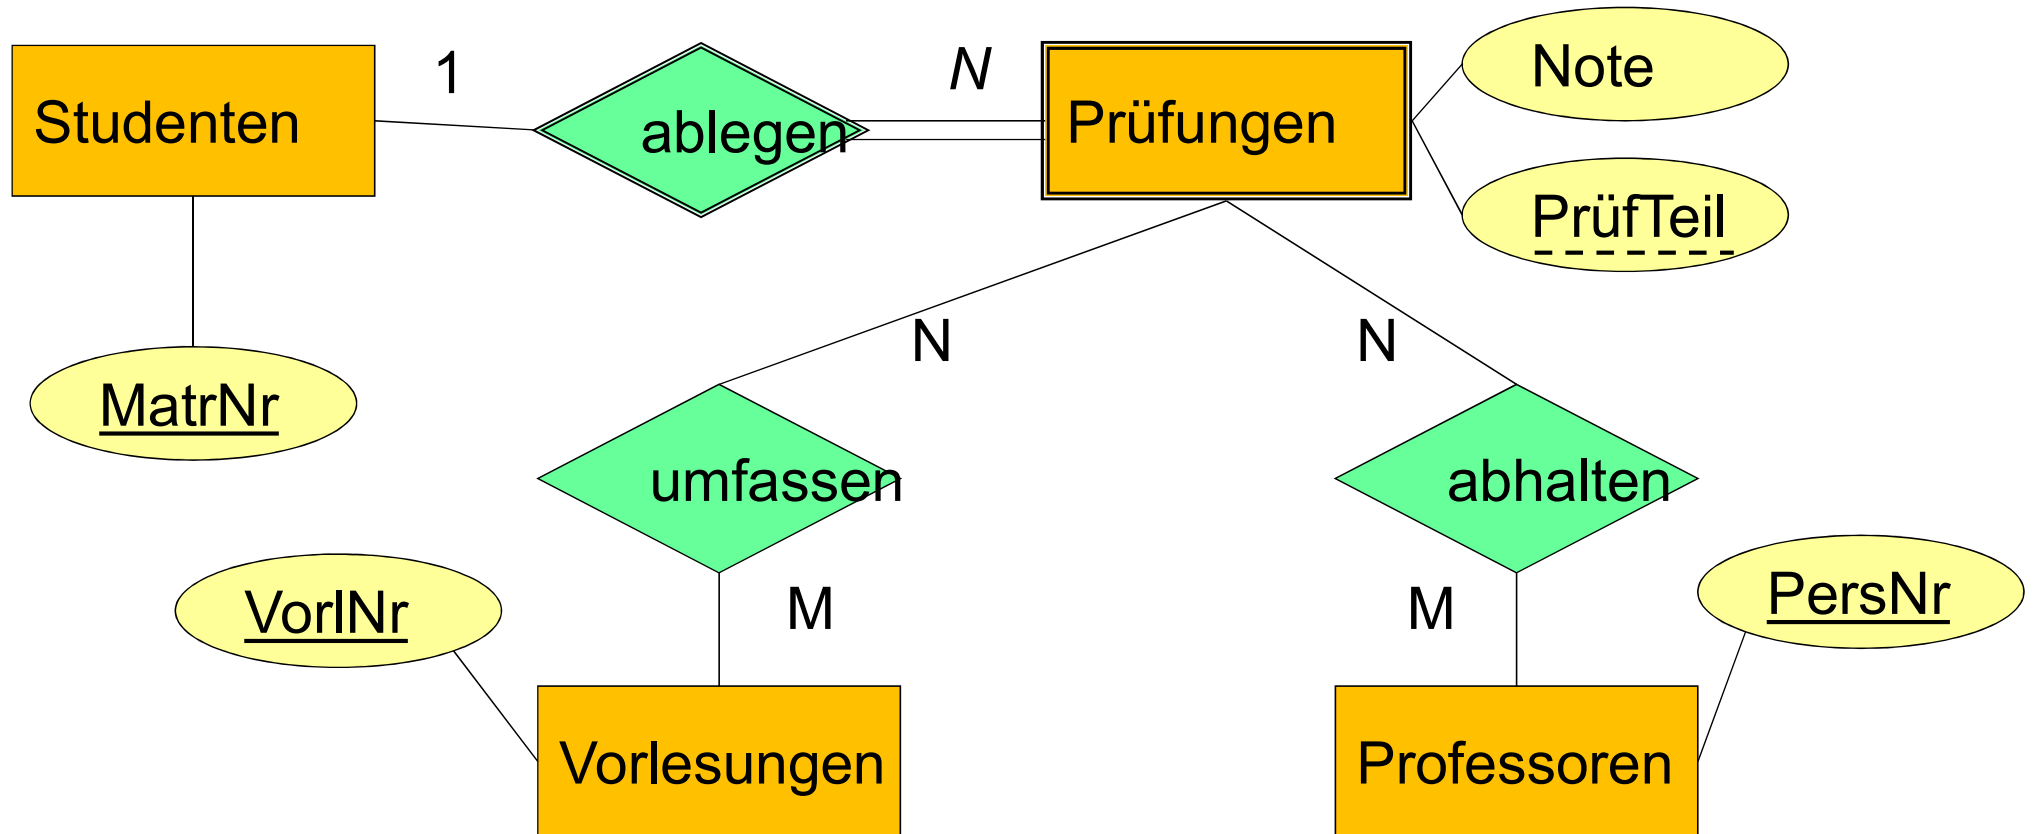 1
N
Note
Studenten
ablegen
Prüfungen
PrüfTeil
N
N
MatrNr
umfassen
abhalten
VorlNr
M
M
PersNr
Vorlesungen
Professoren